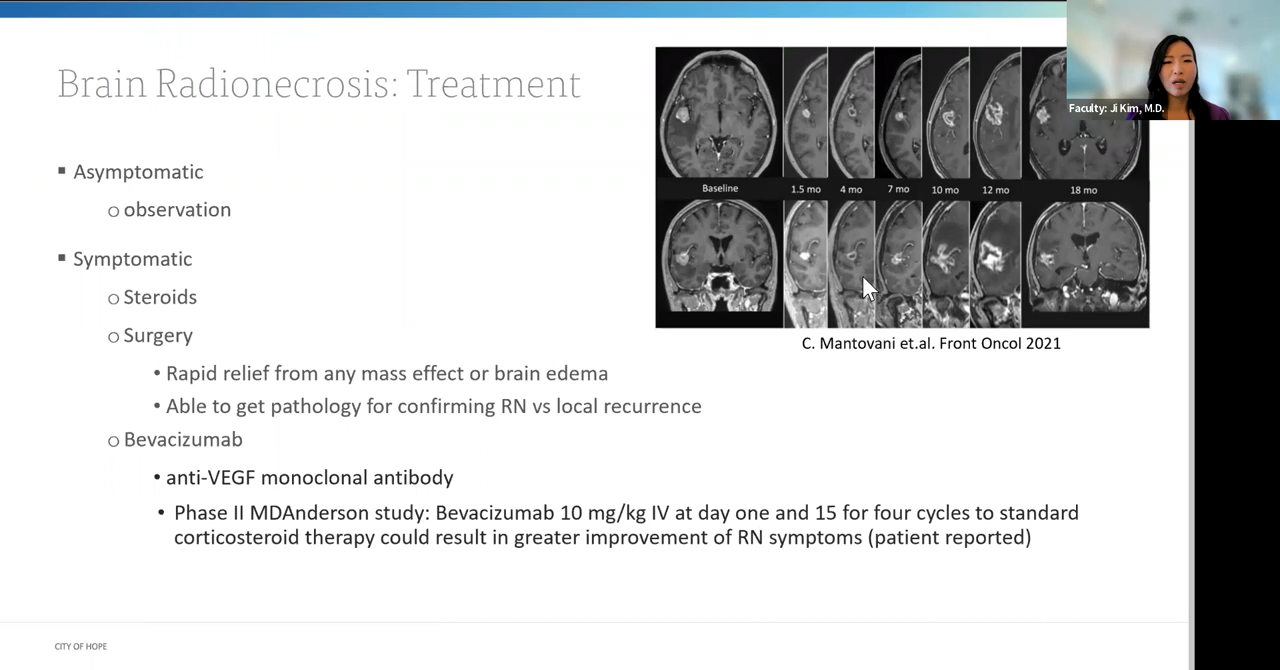 Faculty: Ji Kim, M.D.
Brain Radionecrosis: Treatment
▪ Asymptomatic
o observation
▪ Symptomatic
o Steroids
o Surgery
• Rapid relief from any mass effect or brain edema
• Able to get pathology for confirming RN vs local recurrence
o Bevacizumab
• anti-VEGF monoclonal antibody
• Phase II MDAnderson study: Bevacizumab 10 mg/kg IV at day one and 15 for four cycles to standard
corticosteroid therapy could result in greater improvement of RN symptoms (patient reported)
Baseline 1.5 mo 4 mo 7 mo 10 mo 12 mo 18 mo
C. Mantovani et.al. Front Oncol 2021
CITY OF HOPE